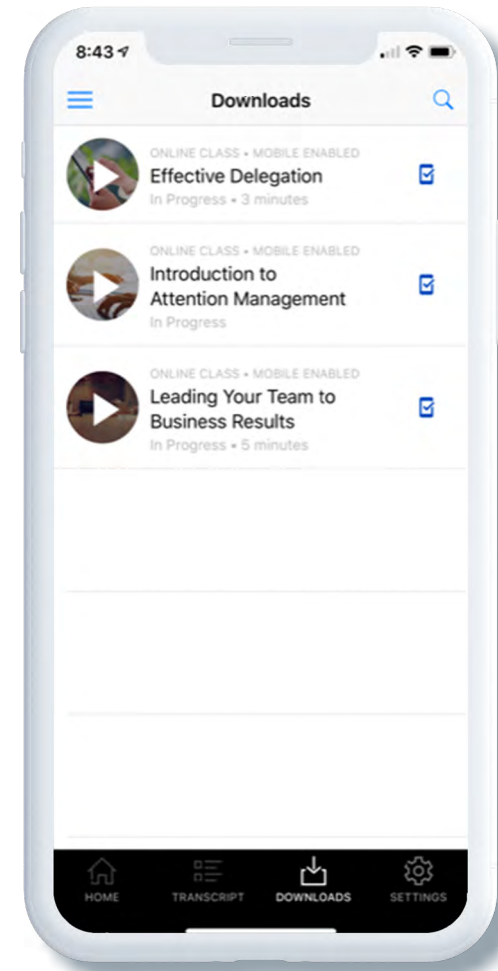 8:43
Downloads
ONLINE CLASS • MOBILE ENABLED
Effective Delegation
In Progress • 3 minutes
ONLINE CLASS • MOBILE ENABLED
Introduction to
Attention Management
In Progress
ONLINE CLASS • MOBILE ENABLED
Leading Your Team to
Business Results
In Progress • 5 minutes
HOME TRANSCRIPT DOWNLOADS SETTINGS